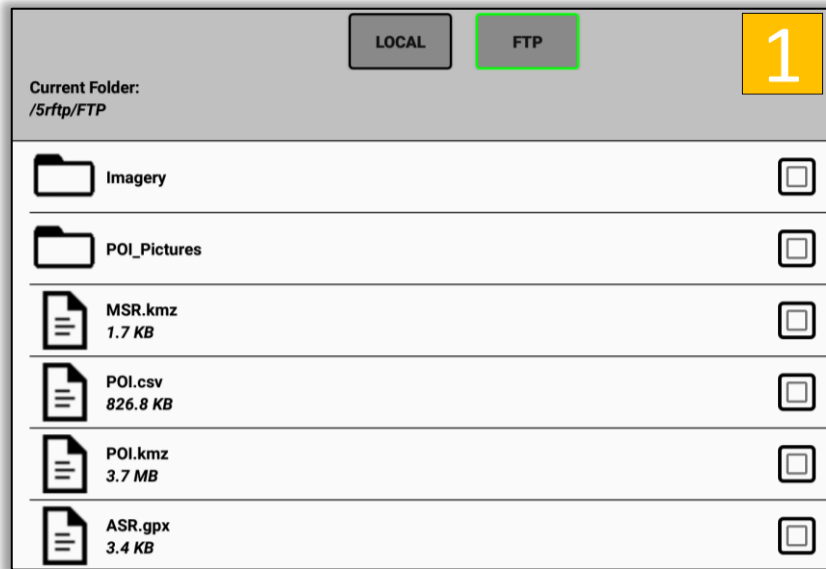 LOCAL FTP
1
Current Folder:
/5rftp/FTP
Imagery
POI_Pictures
MSR.kmz
1.7 KB
POI.csv
826.8 KB
POI.kmz
3.7 MB
ASR.gpx
3.4 KB